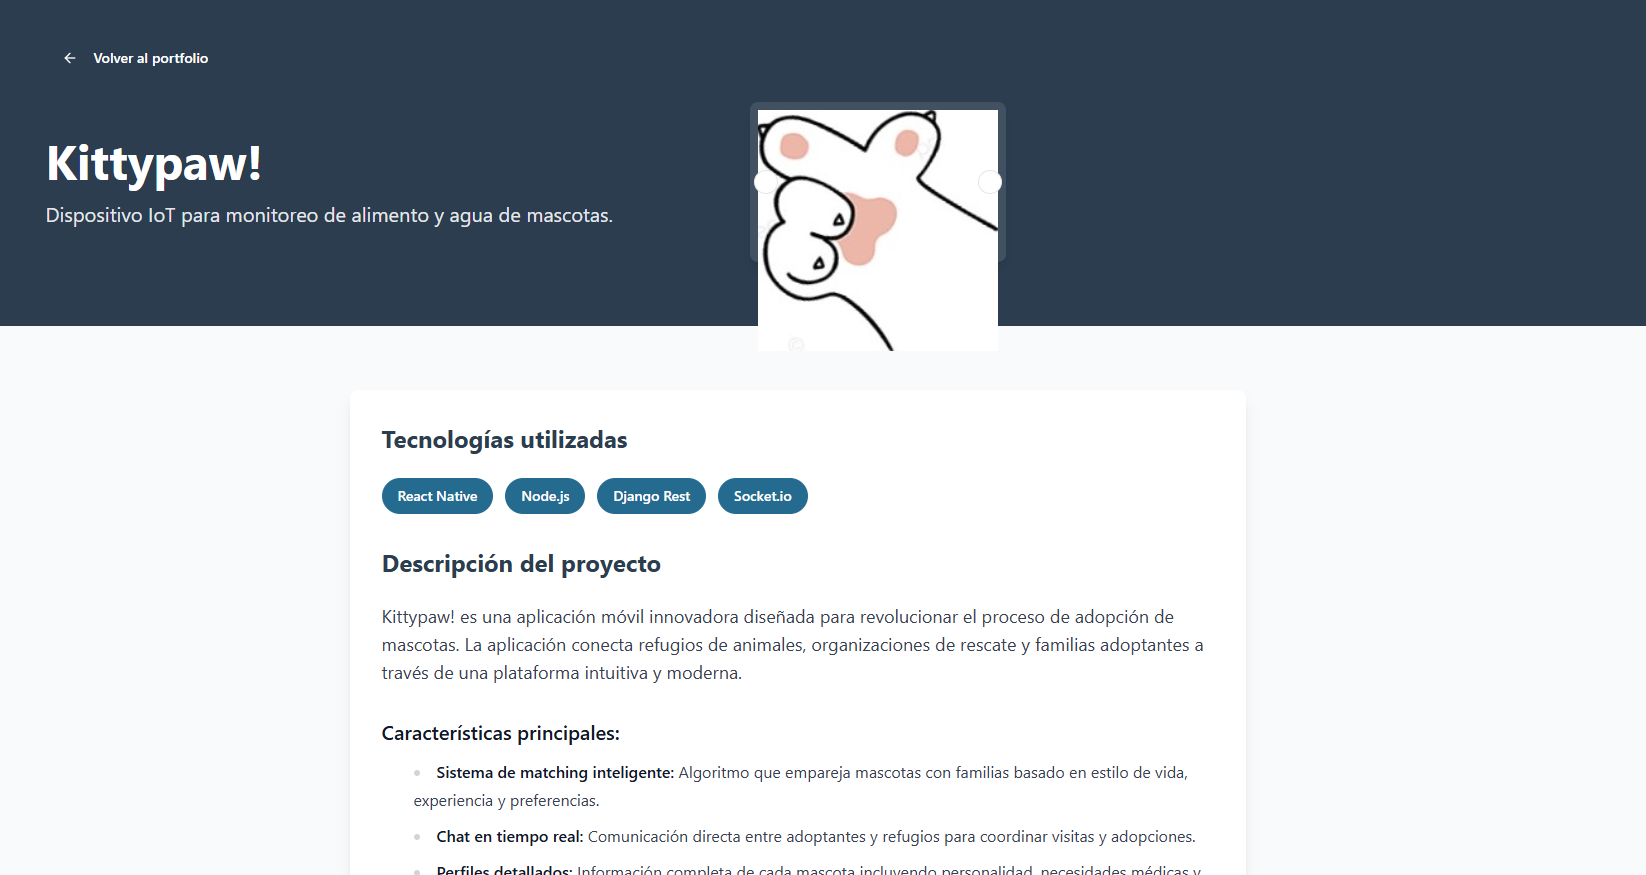 Volver al portfolio
Kittypaw!
Dispositivo IoT para monitoreo de alimento y agua de mascotas.
Tecnologías utilizadas
React Native
Node.js
Django Rest
Socket.io
Descripción del proyecto
Kittypaw! es una aplicación móvil innovadora diseñada para revolucionar el proceso de adopción de
mascotas. La aplicación conecta refugios de animales, organizaciones de rescate y familias adoptantes a
través de una plataforma intuitiva y moderna.
Características principales:
Sistema de matching inteligente: Algoritmo que empareja mascotas con familias basado en estilo de vida,
experiencia y preferencias.
Chat en tiempo real: Comunicación directa entre adoptantes y refugios para coordinar visitas y adopciones.
Perfiles detallados: Información completa de cada mascota incluyendo personalidad, necesidades médicas y